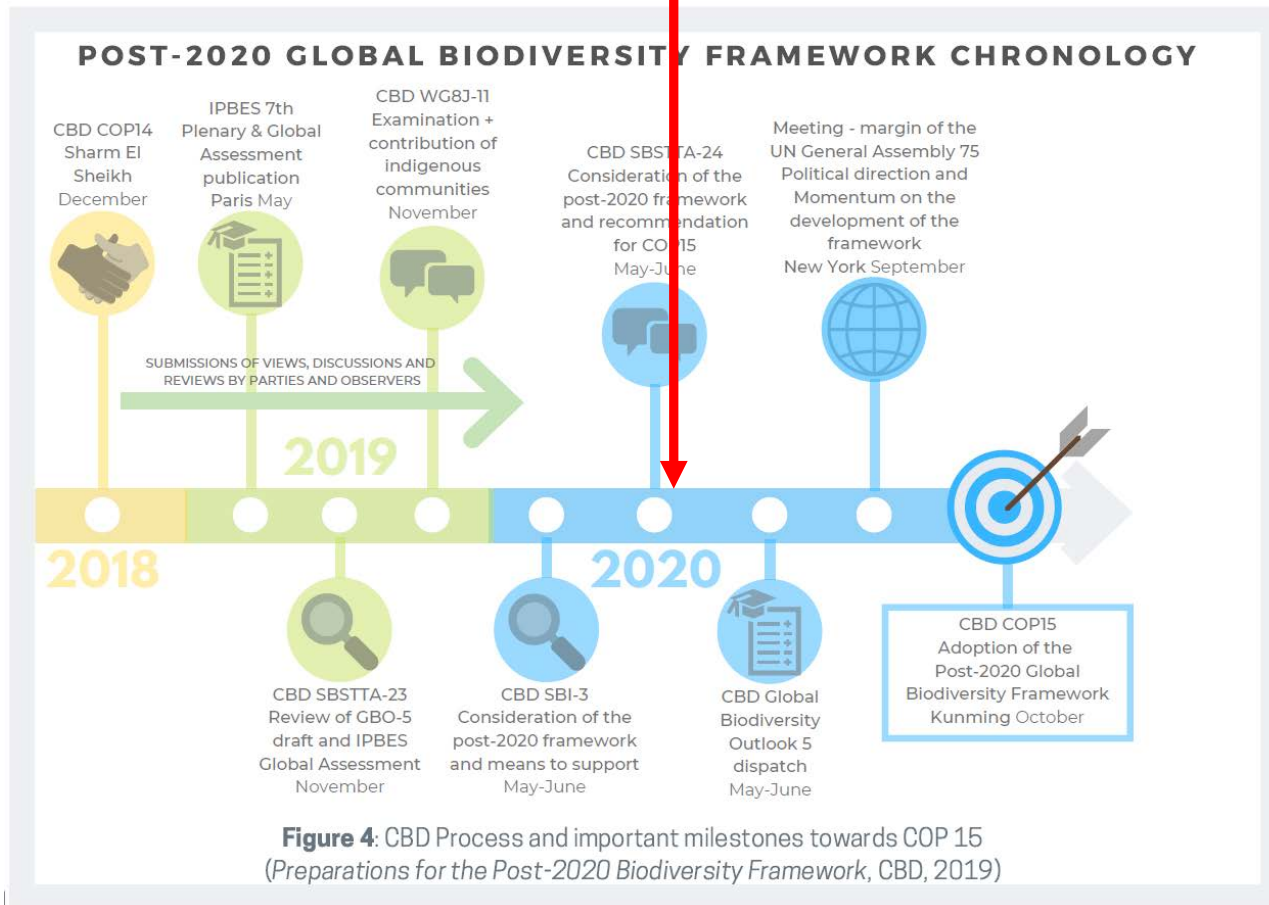 POST-2020 GLOBAL BIODIVERSITY FRAMEWORK CHRONOLOGY
CBD COP14
Sharm El
Sheikh
December
IPBES 7th
Plenary & Global
Assessment
publication
Paris May
CBD WG8J-11
Examination +
contribution of
indigenous
communities
November
CBD SBSTTA-24
Consideration of the
post-2020 framework
and recommendation
for COP15
May-June
Meeting - margin of the
UN General Assembly 75
Political direction and
Momentum on the
development of the
framework
New York September
SUBMISSIONS OF VIEWS, DISCUSSIONS AND
REVIEWS BY PARTIES AND OBSERVERS
2019
2018
2020
CBD SBSTTA-23
Review of GBO-5
draft and IPBES
Global Assessment
November
CBD SBI-3
Consideration of the
post-2020 framework
and means to support
May-June
CBD Global
Biodiversity
Outlook 5
dispatch
May-June
CBD COP15
Adoption of the
Post-2020 Global
Biodiversity Framework
Kunming October
Figure 4: CBD Process and important milestones towards COP 15
(Preparations for the Post-2020 Biodiversity Framework, CBD, 2019)